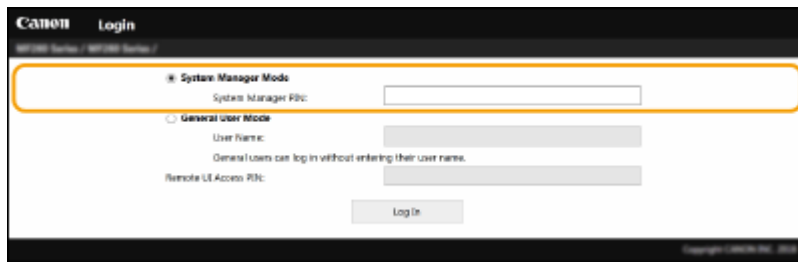 Canon Login
System Manager Mode
System Manager PIN:
General User Mode
User Name:
General users can log in without entering their user name.
Remote UI Access PIN:
Log In
Copyright CANON INC. 2018